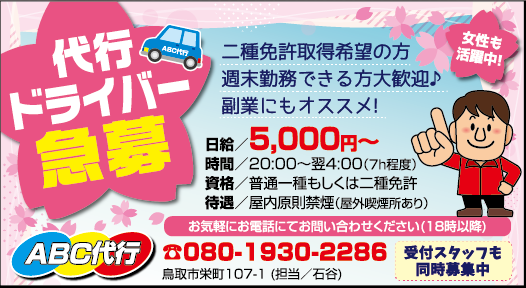 代行
ドライバー
急募
ABC代行
二種免許取得希望の方
週末勤務できる方大歓迎♪
副業にもオススメ!
女性も
活躍中!
日給／5,000円〜
時間／20:00〜翌4:00(7h程度)
資格／普通一種もしくは二種免許
待遇／屋内原則禁煙(屋外喫煙所あり)
お気軽にお電話にてお問い合わせください(18時以降)
ABC代行
☎080-1930-2286
鳥取市栄町107-1 (担当／石谷)
受付スタッフも
同時募集中